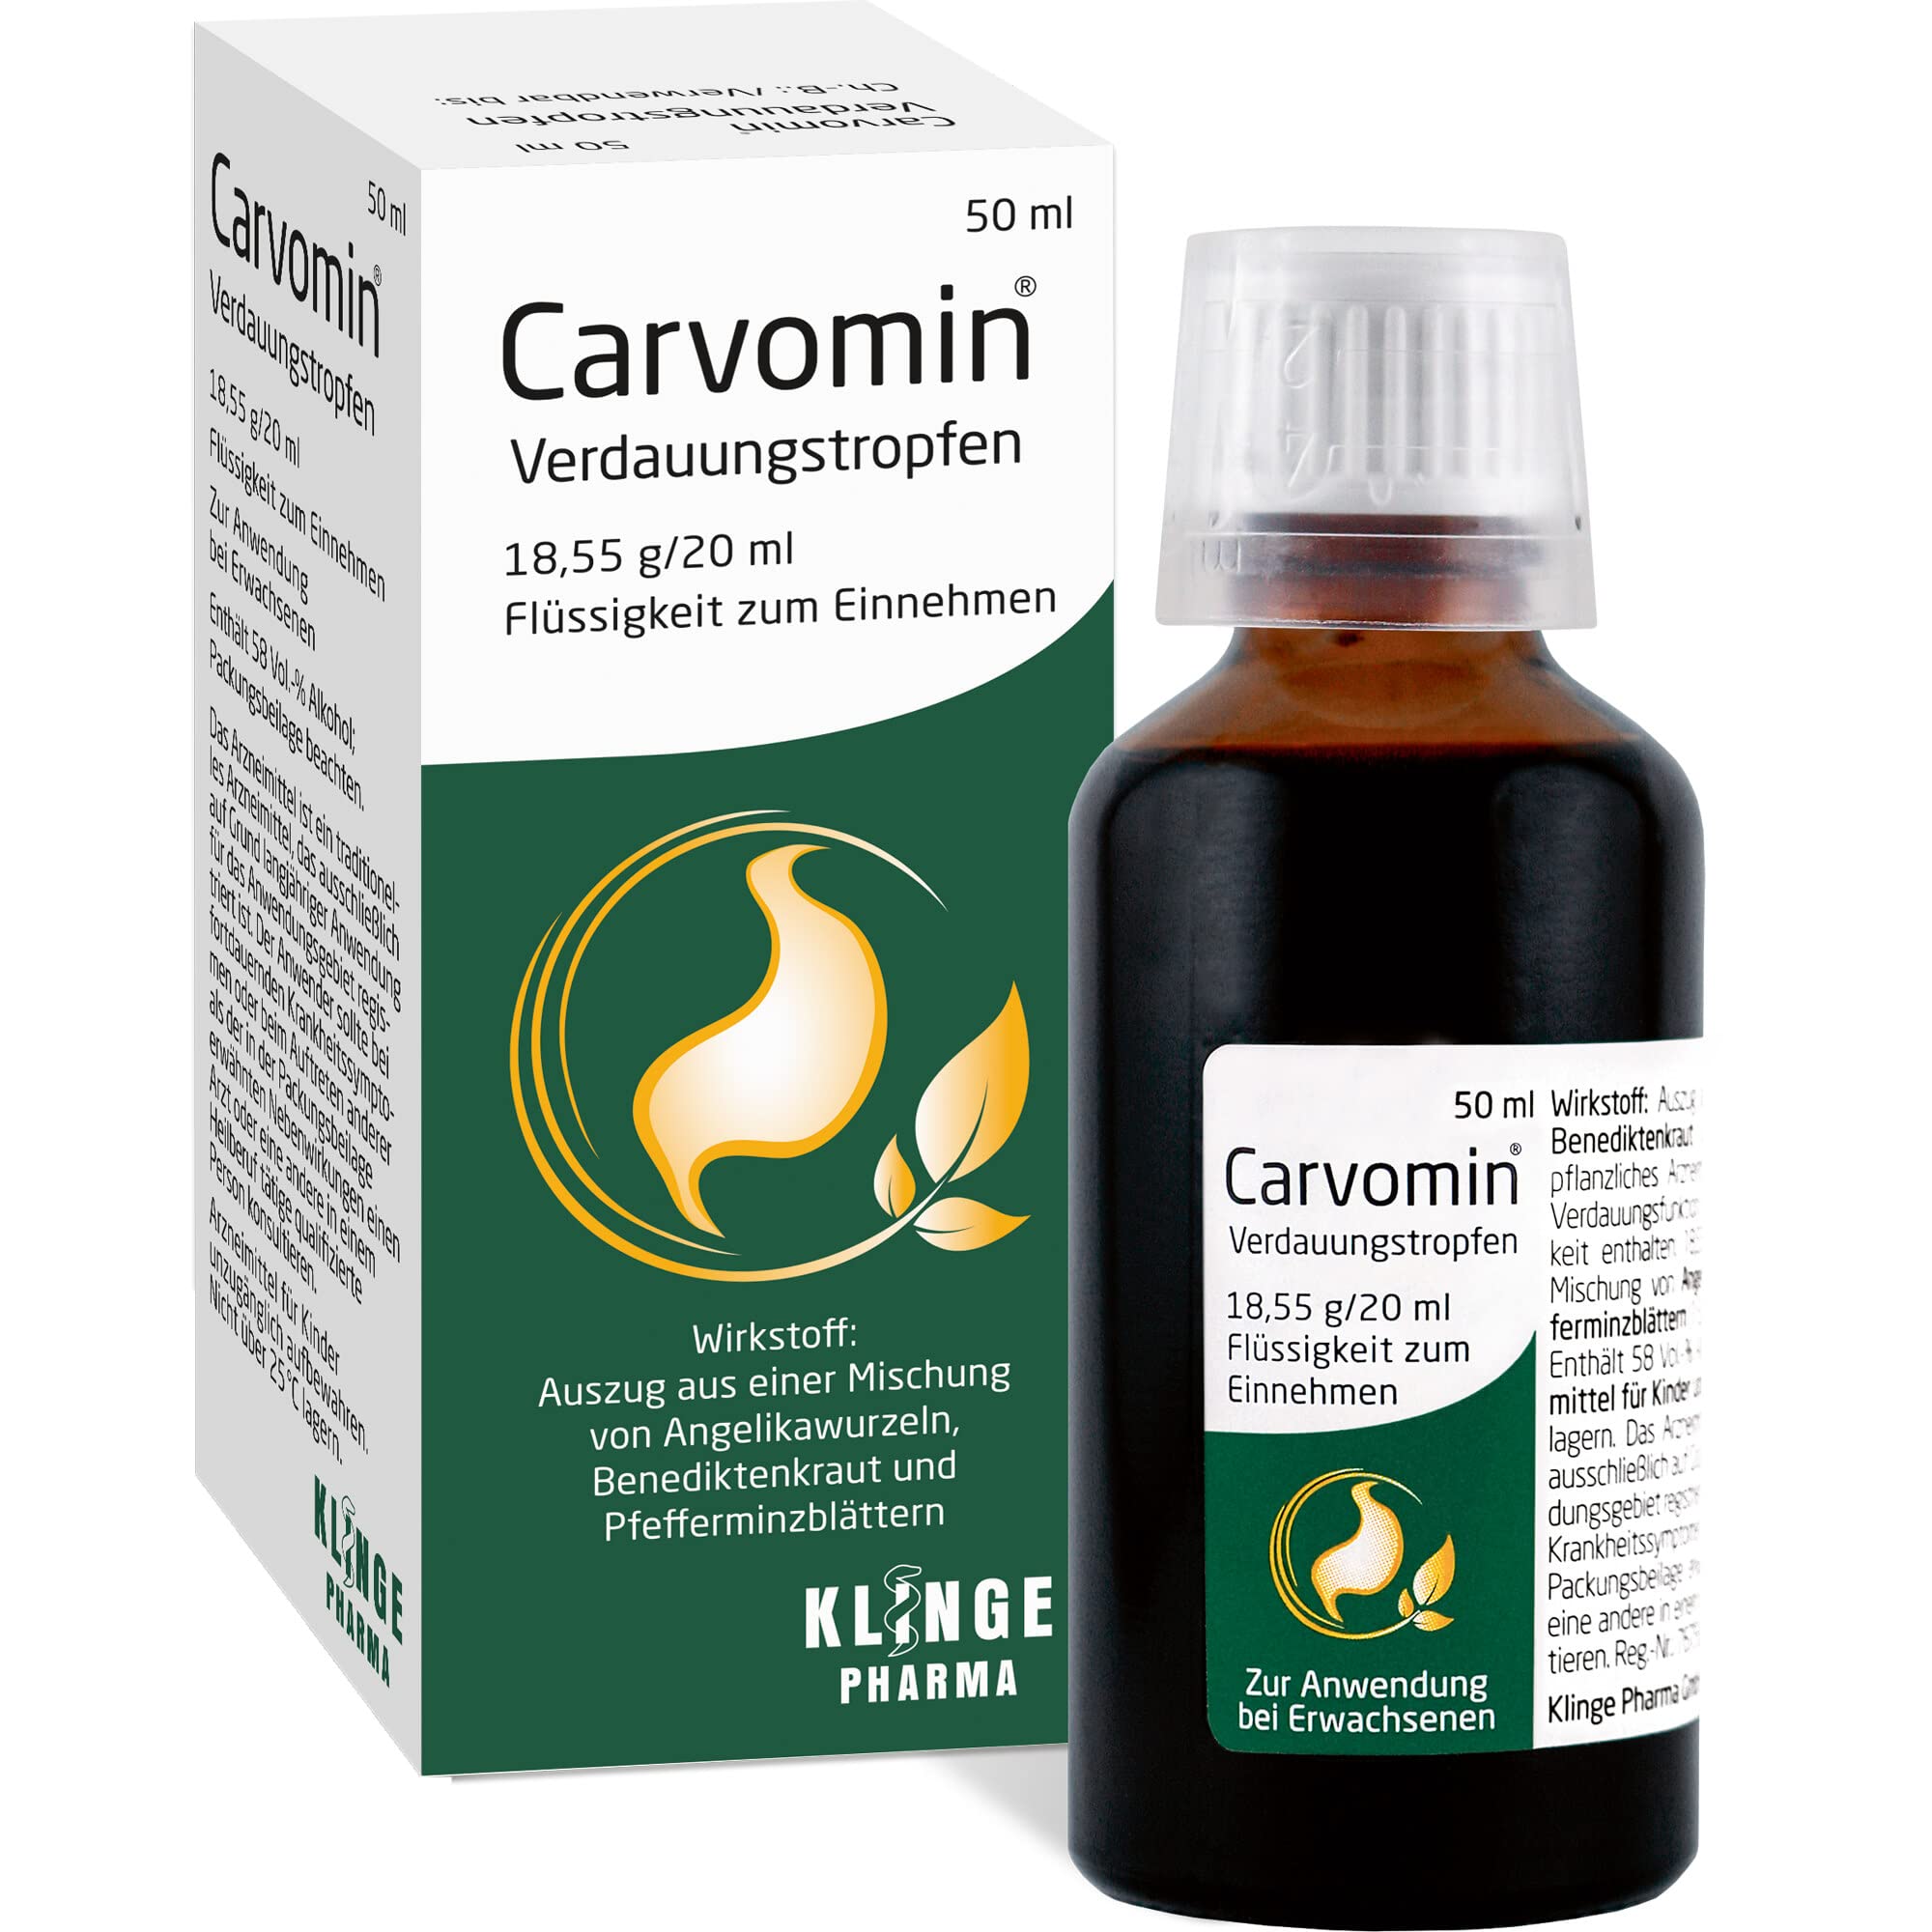 50 ml
Carvomin
Verdauungstropfen
Ch.-B.: /Verwendbar bis:
50 ml
Carvomin®
Verdauungstropfen
18,55 g/20 ml
Flüssigkeit zum Einnehmen
Zur Anwendung
bei Erwachsenen
Enthält 58 Vol.-% Alkohol;
Packungsbeilage beachten.
Das Arzneimittel ist ein traditionel-
les Arzneimittel, das ausschließlich
auf Grund langjähriger Anwendung
für das Anwendungsgebiet regis-
triert ist. Der Anwender sollte bei
fortdauernden Krankheitssympto-
men oder beim Auftreten anderer
als der in der Packungsbeilage
erwähnten Nebenwirkungen einen
Arzt oder eine andere in einem
Heilberuf tätige qualifizierte
Person konsultieren.
Arzneimittel für Kinder
unzugänglich aufbewahren.
Nicht über 25°C lagern.
KLINGE
PHARMA
50 ml
Carvomin®
Verdauungstropfen
18,55 g/20 ml
Flüssigkeit zum Einnehmen
Wirkstoff:
Auszug aus einer Mischung
von Angelikawurzeln,
Benediktenkraut und
Pfefferminzblättern
KLINGE
PHARMA
50 ml
Carvomin®
Verdauungstropfen
18,55 g/20 ml
Flüssigkeit zum
Einnehmen
Zur Anwendung
bei Erwachsenen
Wirkstoff:
Benediktenkraut
pflanzliches
keit enthalten
Mischung von
ferminzblättern
Enthält 58
mittel für Kinder
lagern. Das
ausschließlich auf
dungsgebiet
Packungsbeilage
eine andere in
tieren. Reg.-Nr.
Klinge Pharma